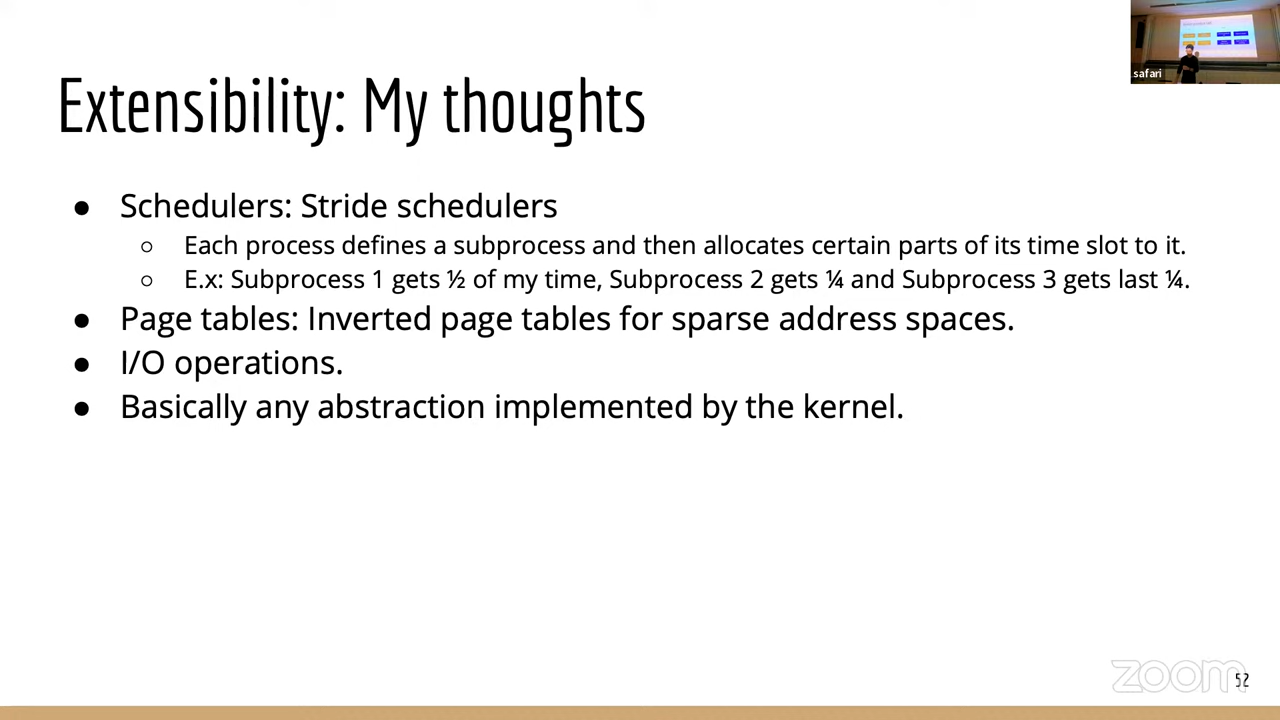 safari
Extensibility: My thoughts
● Schedulers: Stride schedulers
○ Each process defines a subprocess and then allocates certain parts of its time slot to it.
○ E.x: Subprocess 1 gets ½ of my time, Subprocess 2 gets ¼ and Subprocess 3 gets last ¼.
● Page tables: Inverted page tables for sparse address spaces.
● I/O operations.
● Basically any abstraction implemented by the kernel.
zoom
52